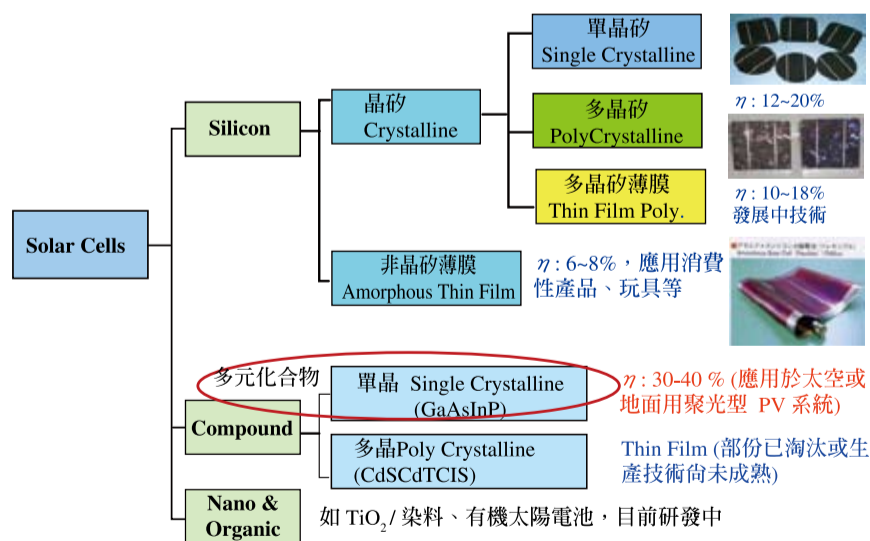 Solar Cells
Silicon
晶矽
Crystalline
單晶矽
Single Crystalline
η : 12~20%
多晶矽
PolyCrystalline
多晶矽薄膜
Thin Film Poly.
η : 10~18%
發展中技術
非晶矽薄膜
Amorphous Thin Film
η : 6~8%，應用消費
性產品、玩具等
多元化合物
Compound
單晶 Single Crystalline
(GaAsInP)
η : 30-40 % (應用於太空或
地面用聚光型 PV 系統)
多晶Poly Crystalline
(CdSCdTCIS)
Thin Film (部份已淘汰或生
產技術尚未成熟)
Nano &
Organic
如 TiO₂/ 染料、有機太陽電池，目前研發中